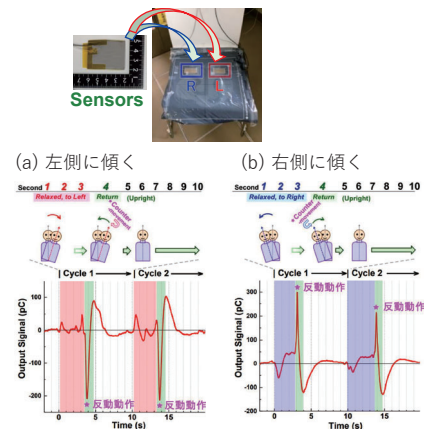 Sensors
R L
(a) 左側に傾く
(b) 右側に傾く
Second 1 2 3 4 5 6 7 8 9 10
Relaxed, to Left Return (Upright)
Counter
Cycle 1 Cycle 2
Output Siginal (pC)
100
0
-100
-200
反動動作 反動動作
0 5 10 15
Time (s)
Second 1 2 3 4 5 6 7 8 9 10
Relaxed, to Right Return (Upright)
Counter
Cycle 1 Cycle 2
反動動作
反動動作
Output Siginal (pC)
300
200
100
0
-100
0 5 10 15
Time (s)